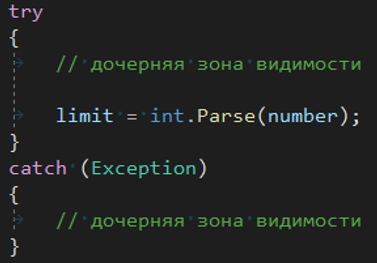 try
{
// дочерняя зона видимости
limit = int.Parse(number);
}
catch (Exception)
{
// дочерняя зона видимости
}